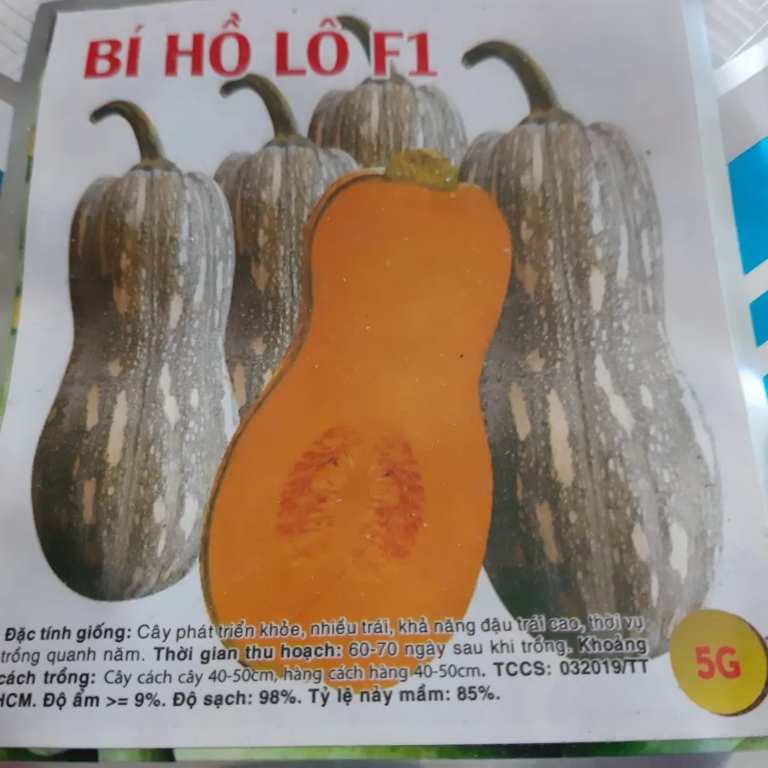 BÍ HỒ LÔ F1
Đặc tính giống: Cây phát triển khỏe, nhiều trái, khả năng đậu trái cao, thời vụ
trồng quanh năm. Thời gian thu hoạch: 60-70 ngày sau khi trồng. Khoảng
cách trồng: Cây cách cây 40-50cm, hàng cách hàng 40-50cm. TCCS: 032019/TT
HCM. Độ ẩm >= 9%. Độ sạch: 98%. Tỷ lệ nảy mầm: 85%.
5G